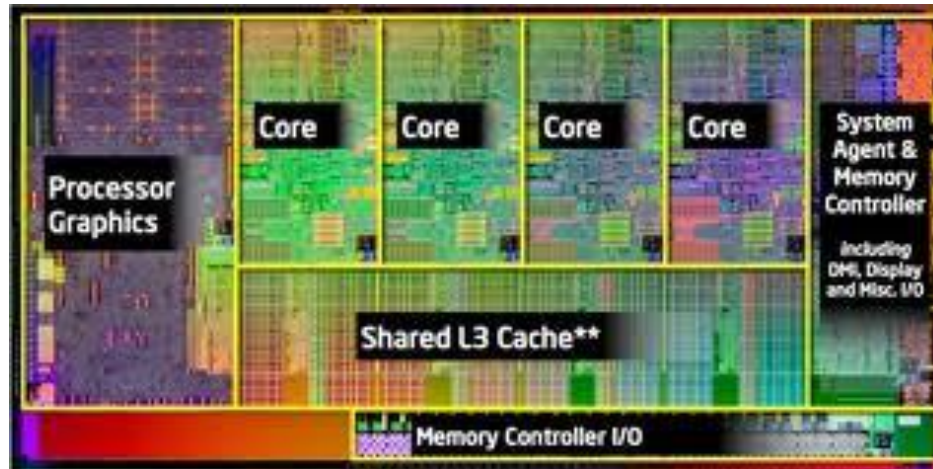 Processor
Graphics
Core
Core
Core
Core
System
Agent &
Memory
Controller
including
DMI, Display
and Misc. I/O
Shared L3 Cache**
Memory Controller I/O